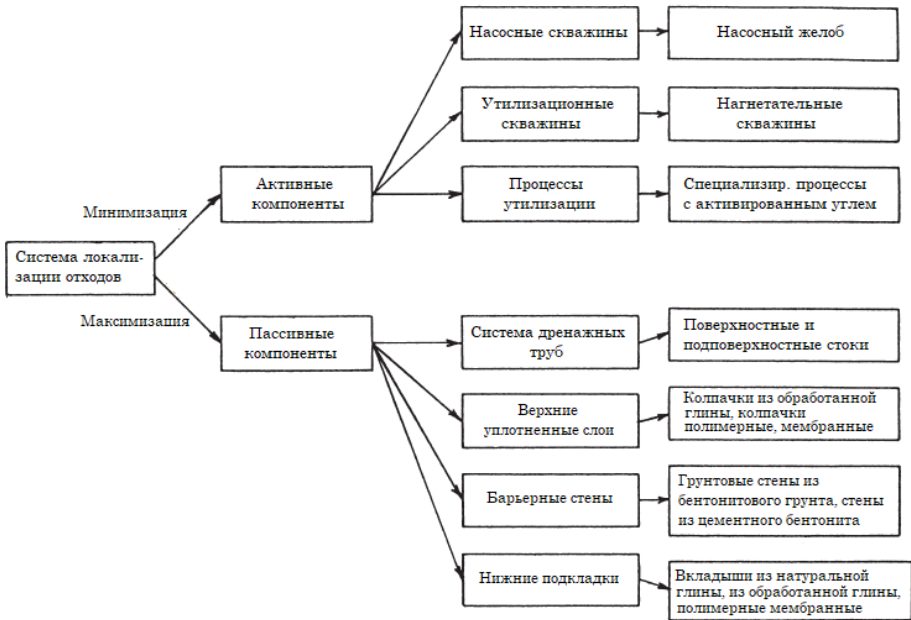 Насосные скважины
Насосный желоб
Утилизационные
скважины
Нагнетательные
скважины
Активные
компоненты
Процессы
утилизации
Специализир. процессы
с активированным углем
Минимизация
Система локали-
зации отходов
Максимизация
Пассивные
компоненты
Система дренажных
труб
Поверхностные и
подповерхностные стоки
Верхние
уплотненные слои
Колпачки из обработанной
глины, колпачки
полимерные, мембранные
Барьерные стены
Грунтовые стены из
бентонитового грунта, стены
из цементного бентонита
Нижние подкладки
Вкладыши из натуральной
глины, из обработанной глины,
полимерные мембранные